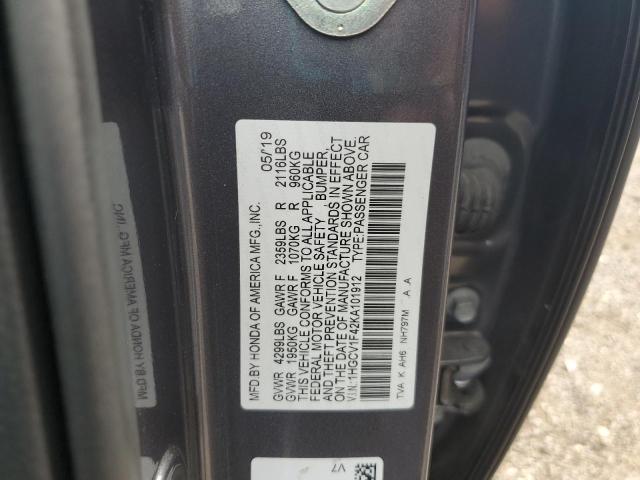 MFD BY HONDA OF AMERICA MFG., INC. 05/19
GVWR 4299LBS GAWR F 2359LBS R 2116LBS
GVWR 1950KG GAWR F 1070KG R 960KG
THIS VEHICLE CONFORMS TO ALL APPLICABLE
FEDERAL MOTOR VEHICLE SAFETY BUMPER,
AND THEFT PREVENTION STANDARDS IN EFFECT
ON THE DATE OF MANUFACTURE SHOWN ABOVE.
V.I.N:1HGCV1F42KA101912 TYPE:PASSENGER CAR
TVA K AH6 NH797M A A
MFD BY HONDA OF AMERICA MFG., INC.
V7